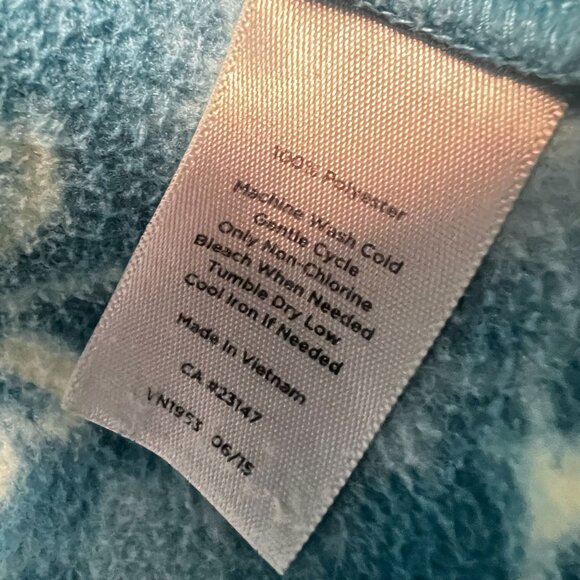 100% Polyester
Machine Wash Cold
Gentle Cycle
Only Non-Chlorine
Bleach When Needed
Tumble Dry Low
Cool Iron If Needed
Made In Vietnam
CA #23147
VN1953 06/15